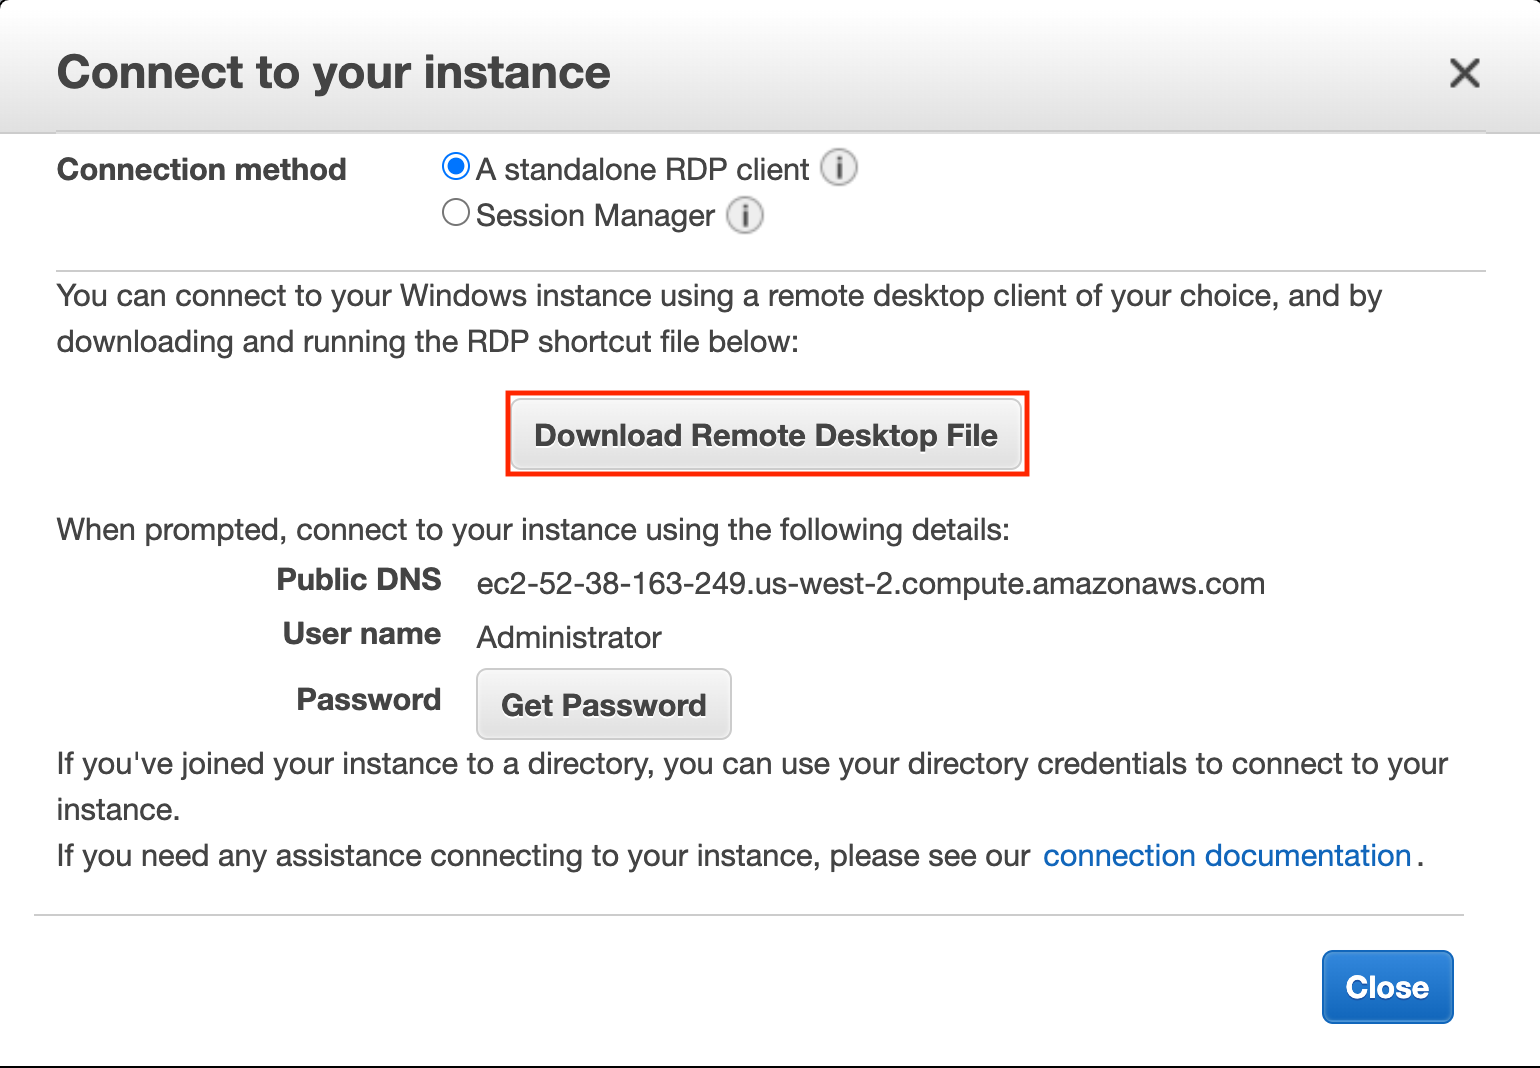 Connect to your instance
Connection method
A standalone RDP client
Session Manager
You can connect to your Windows instance using a remote desktop client of your choice, and by
downloading and running the RDP shortcut file below:
Download Remote Desktop File
When prompted, connect to your instance using the following details:
Public DNS ec2-52-38-163-249.us-west-2.compute.amazonaws.com
User name Administrator
Password Get Password
If you've joined your instance to a directory, you can use your directory credentials to connect to your
instance.
If you need any assistance connecting to your instance, please see our connection documentation.
Close